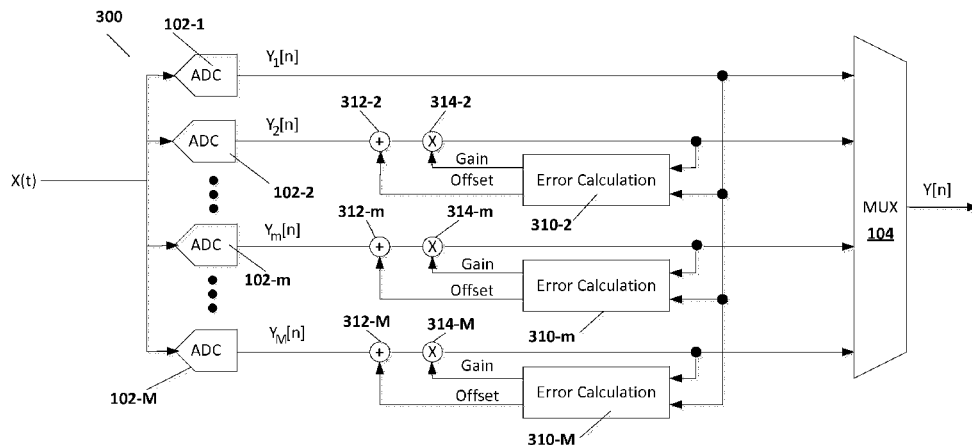 300
102-1
ADC
Y1[n]
312-2
314-2
ADC
Y2[n]
+
X
Gain
Offset
Error Calculation
X(t)
102-2
310-2
Y[n]
MUX
104
312-m
314-m
ADC
Ym[n]
+
X
Gain
Offset
Error Calculation
102-m
310-m
312-M
314-M
ADC
YM[n]
+
X
Gain
Offset
Error Calculation
102-M
310-M